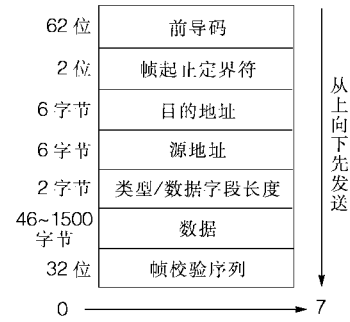 62 位 前导码
2 位 帧起止定界符
6 字节 目的地址
6 字节 源地址
2 字节 类型/数据字段长度
46~1500 字节 数据
32 位 帧校验序列
0 7
从上向下先发送